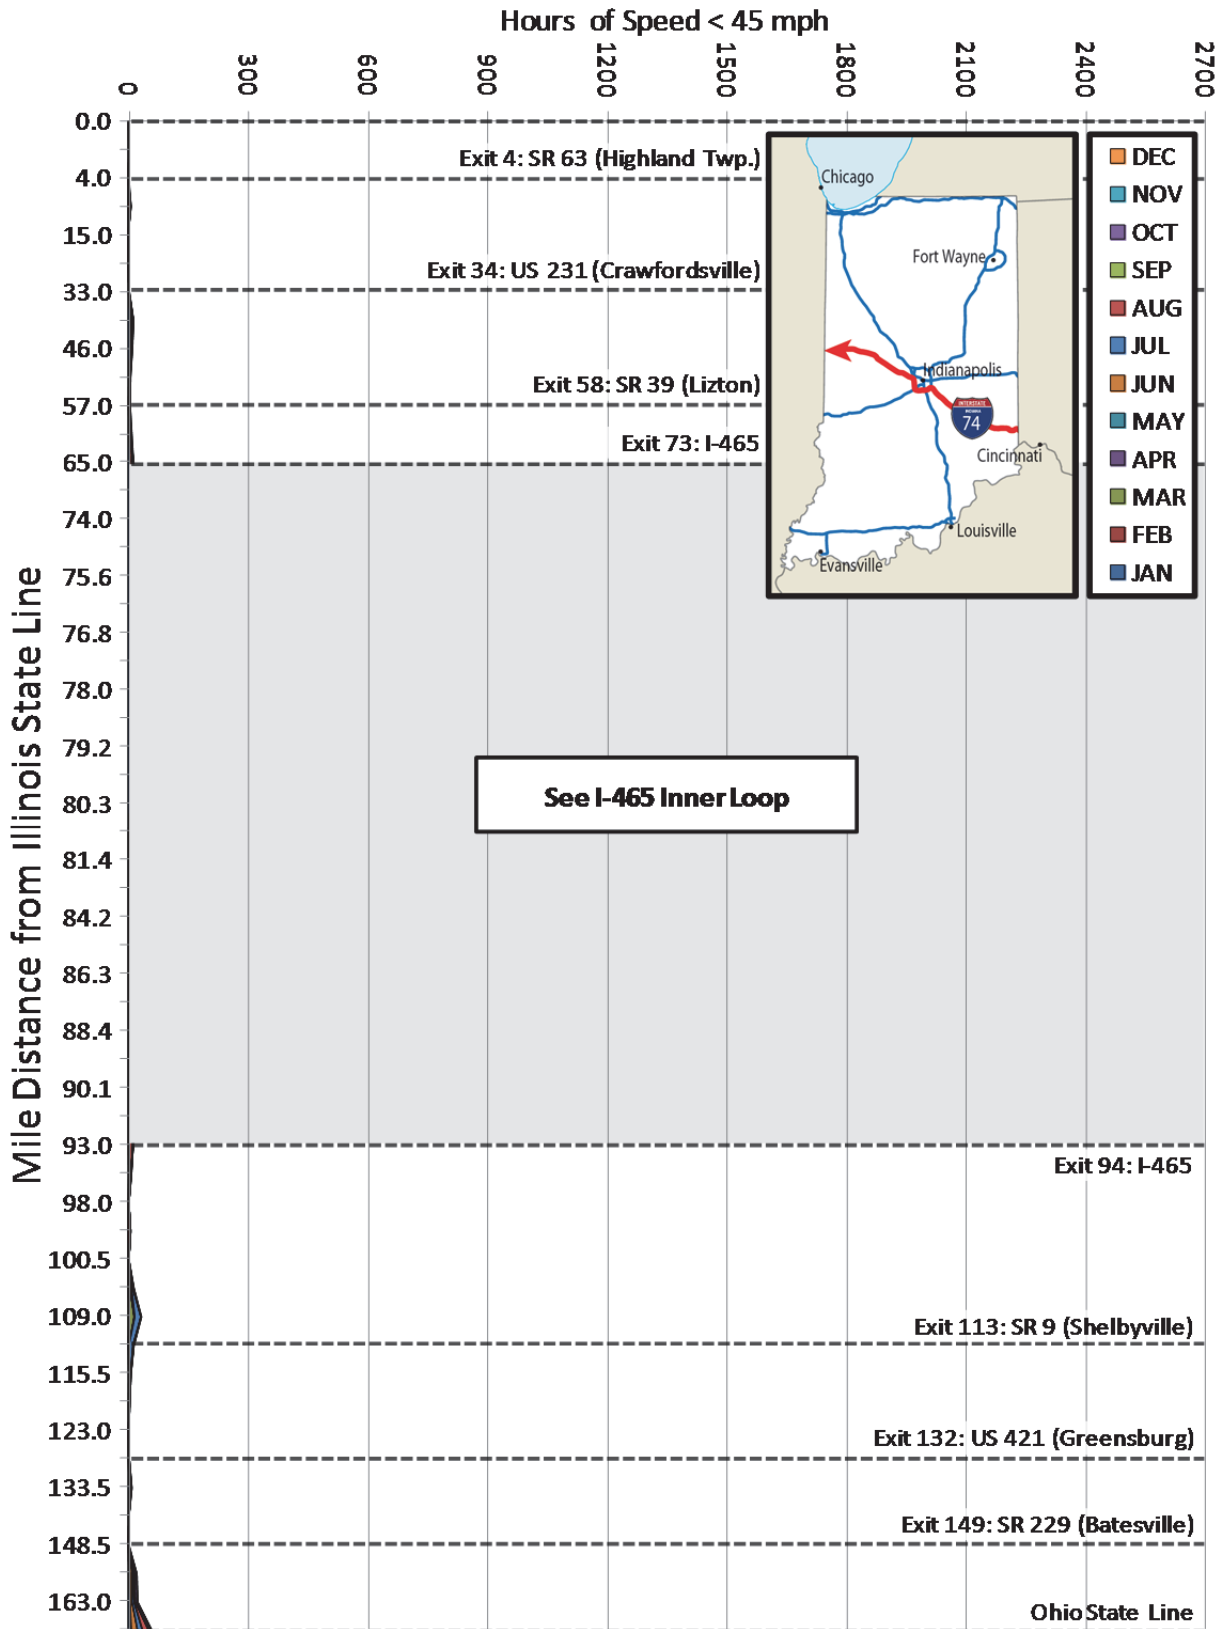 Hours of Speed < 45 mph
0
300
600
900
1200
1500
1800
2100
2400
2700
Mile Distance from Illinois State Line
0.0
4.0
15.0
33.0
46.0
57.0
65.0
74.0
75.6
76.8
78.0
79.2
80.3
81.4
84.2
86.3
88.4
90.1
93.0
98.0
100.5
109.0
115.5
123.0
133.5
148.5
163.0
Exit 4: SR 63 (Highland Twp.)
Exit 34: US 231 (Crawfordsville)
Exit 58: SR 39 (Lizton)
Exit 73: I-465
See I-465 Inner Loop
Exit 94: I-465
Exit 113: SR 9 (Shelbyville)
Exit 132: US 421 (Greensburg)
Exit 149: SR 229 (Batesville)
Ohio State Line
Chicago
Fort Wayne
Indianapolis
INTERSTATE
INDIANA
74
Cincinnati
Louisville
Evansville
DEC
NOV
OCT
SEP
AUG
JUL
JUN
MAY
APR
MAR
FEB
JAN